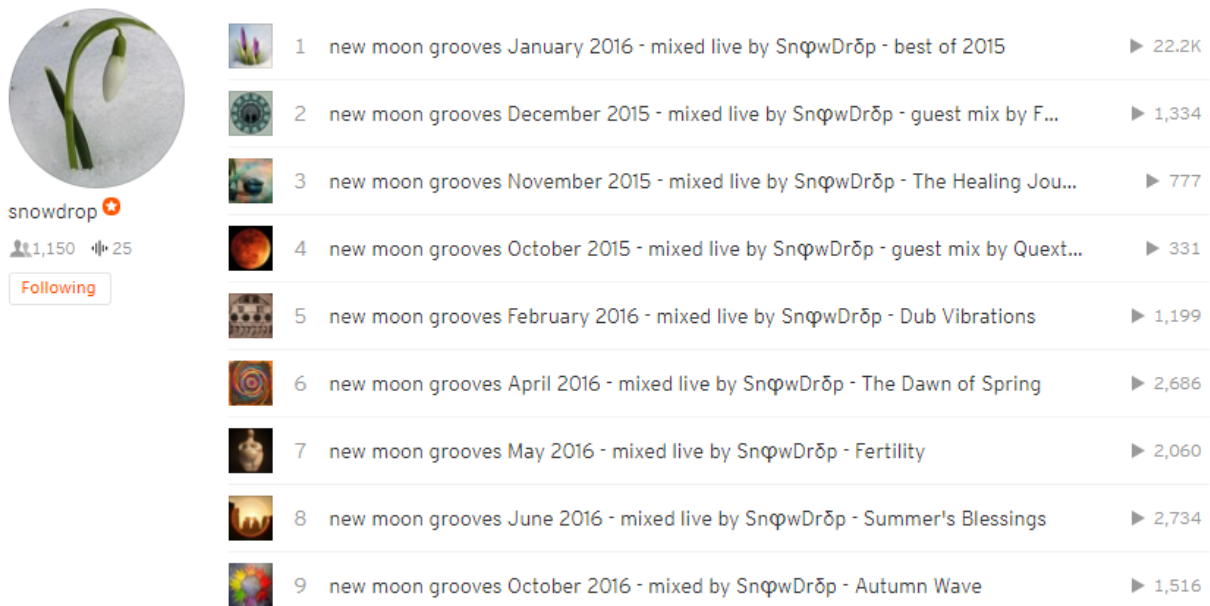 snowdrop
1,150 25
Following
1 new moon grooves January 2016 - mixed live by SnφwDrδp - best of 2015 22.2K
2 new moon grooves December 2015 - mixed live by SnφwDrδp - guest mix by F... 1,334
3 new moon grooves November 2015 - mixed live by SnφwDrδp - The Healing Jou... 777
4 new moon grooves October 2015 - mixed live by SnφwDrδp - guest mix by Quext... 331
5 new moon grooves February 2016 - mixed live by SnφwDrδp - Dub Vibrations 1,199
6 new moon grooves April 2016 - mixed live by SnφwDrδp - The Dawn of Spring 2,686
7 new moon grooves May 2016 - mixed live by SnφwDrδp - Fertility 2,060
8 new moon grooves June 2016 - mixed live by SnφwDrδp - Summer's Blessings 2,734
9 new moon grooves October 2016 - mixed by SnφwDrδp - Autumn Wave 1,516